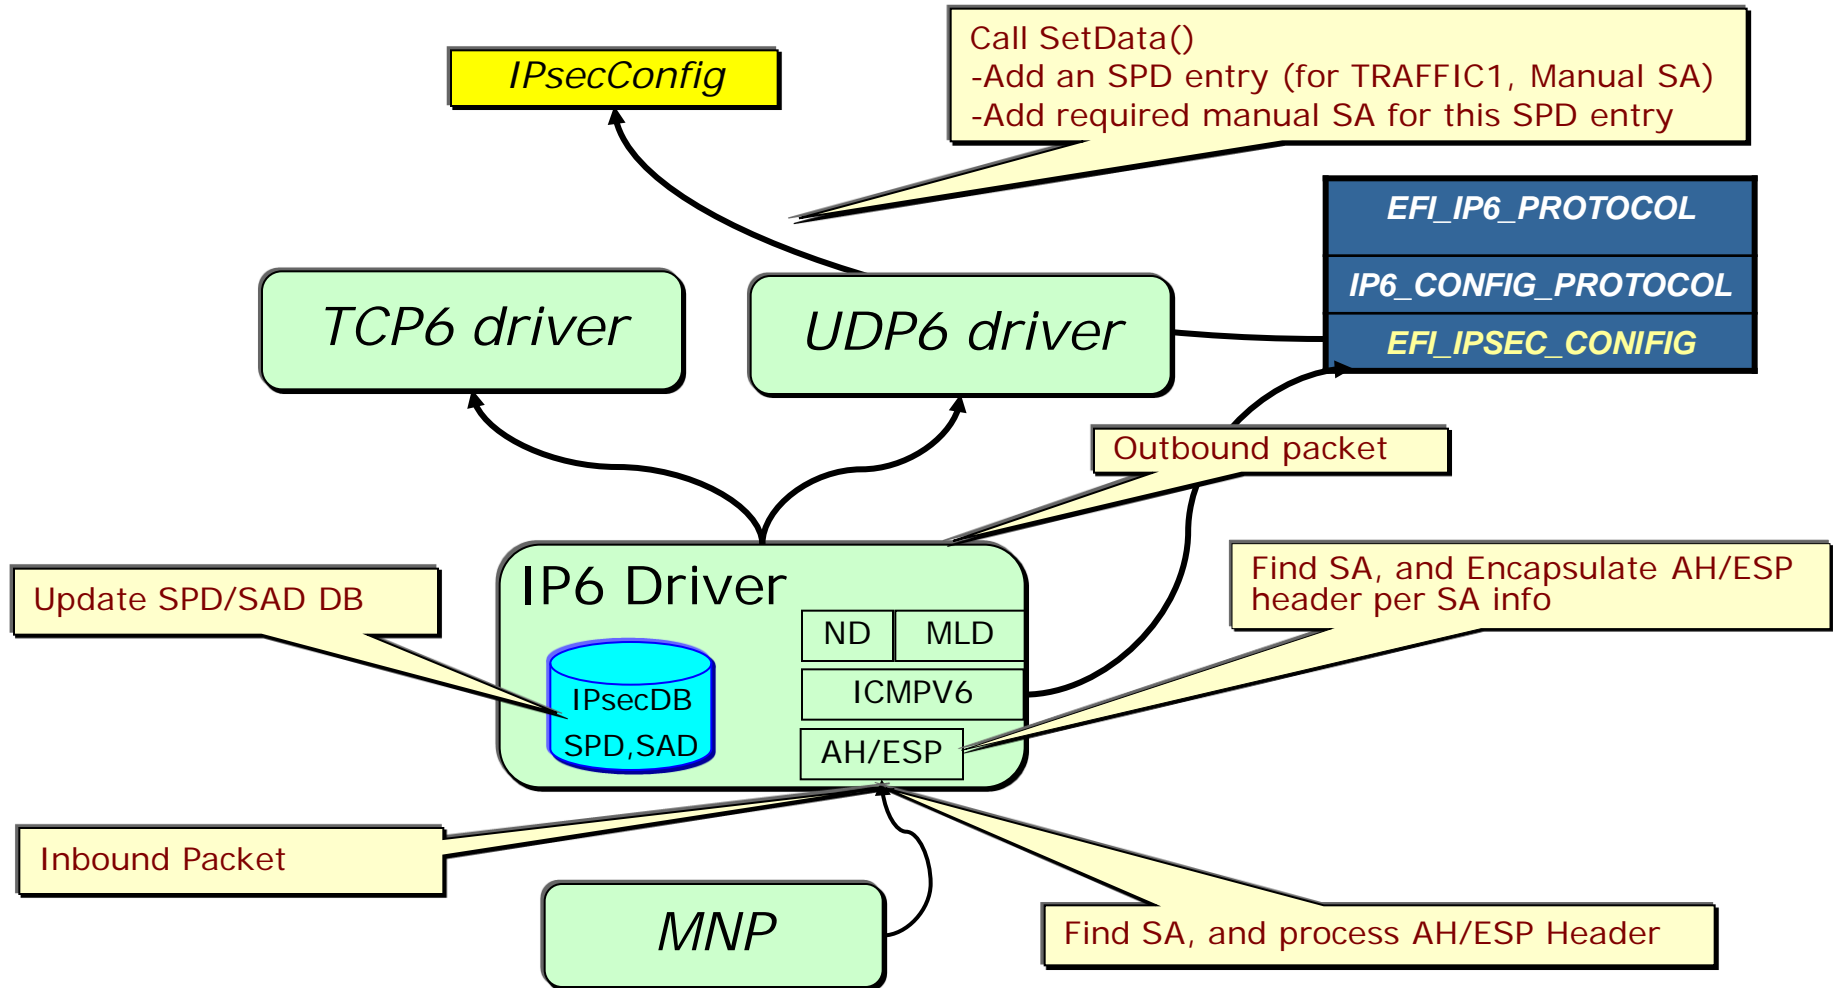 Call SetData()
-Add an SPD entry (for TRAFFIC1, Manual SA)
-Add required manual SA for this SPD entry
IPsecConfig
EFI_IP6_PROTOCOL
IP6_CONFIG_PROTOCOL
EFI_IPSEC_CONIFIG
TCP6 driver
UDP6 driver
Outbound packet
IP6 Driver
Update SPD/SAD DB
Find SA, and Encapsulate AH/ESP
header per SA info
ND
MLD
ICMPV6
AH/ESP
IPsecDB
SPD,SAD
Inbound Packet
MNP
Find SA, and process AH/ESP Header